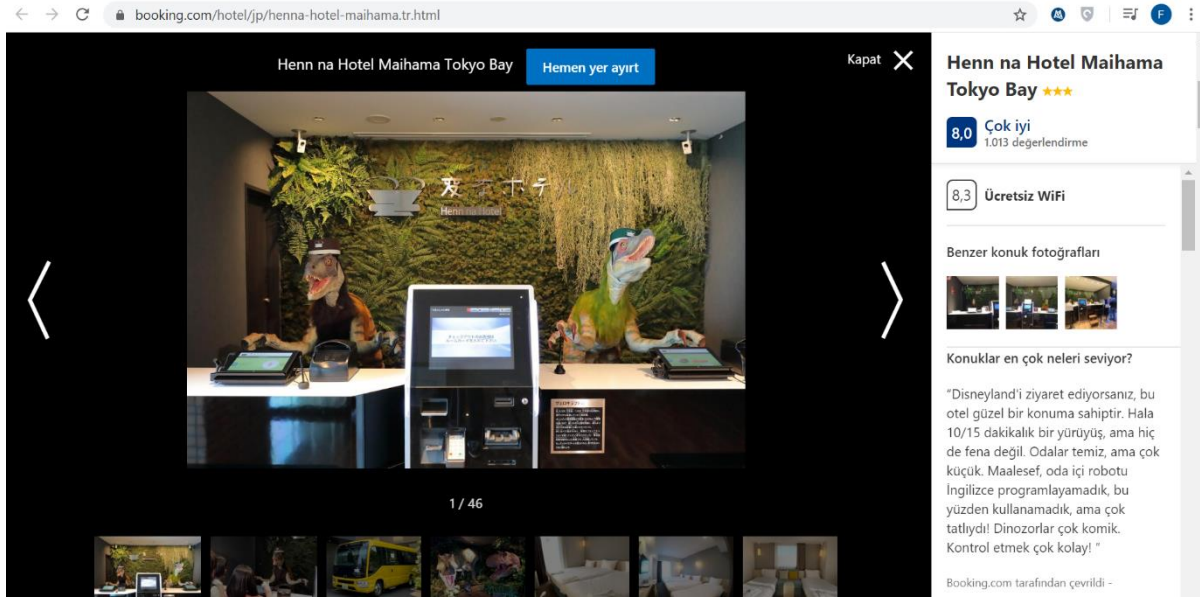 booking.com/hotel/jp/henna-hotel-maihama.tr.html
F
Henn na Hotel Maihama Tokyo Bay
Hemen yer ayırt
Kapat
変なホテル
Henn na Hotel
1 / 46
Henn na Hotel Maihama
Tokyo Bay
8,0
Çok iyi
1.013 değerlendirme
8,3
Ücretsiz WiFi
Benzer konuk fotoğrafları
Konuklar en çok neleri seviyor?
“Disneyland'i ziyaret ediyorsanız, bu
otel güzel bir konuma sahiptir. Hala
10/15 dakikalık bir yürüyüş, ama hiç
de fena değil. Odalar temiz, ama çok
küçük. Maalesef, oda içi robotu
İngilizce programlayamadık, bu
yüzden kullanamadık, ama çok
tatlıydı! Dinozorlar çok komik.
Kontrol etmek çok kolay! ”
Booking.com tarafından çevrildi -